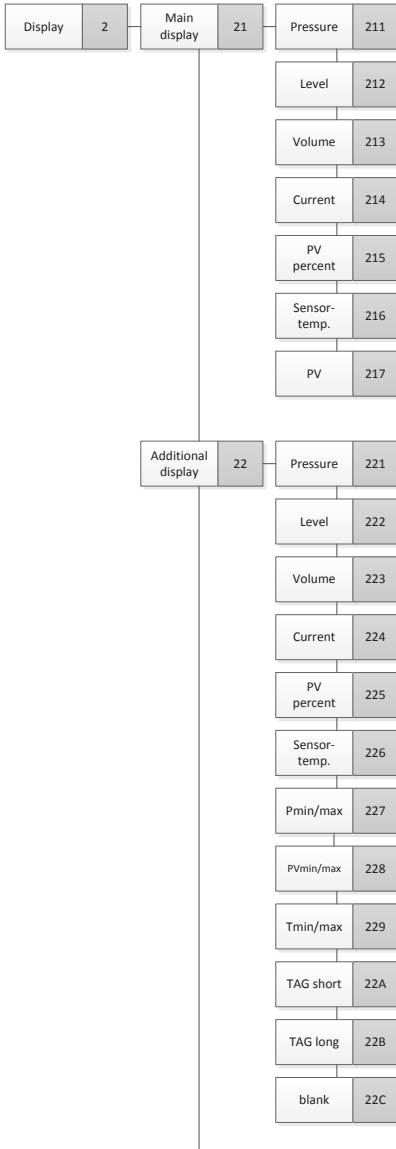 Display 2 Main display 21 Pressure 211
Level 212
Volume 213
Current 214
PV percent 215
Sensor-temp. 216
PV 217
Additional display 22 Pressure 221
Level 222
Volume 223
Current 224
PV percent 225
Sensor-temp. 226
Pmin/max 227
PVmin/max 228
Tmin/max 229
TAG short 22A
TAG long 22B
blank 22C